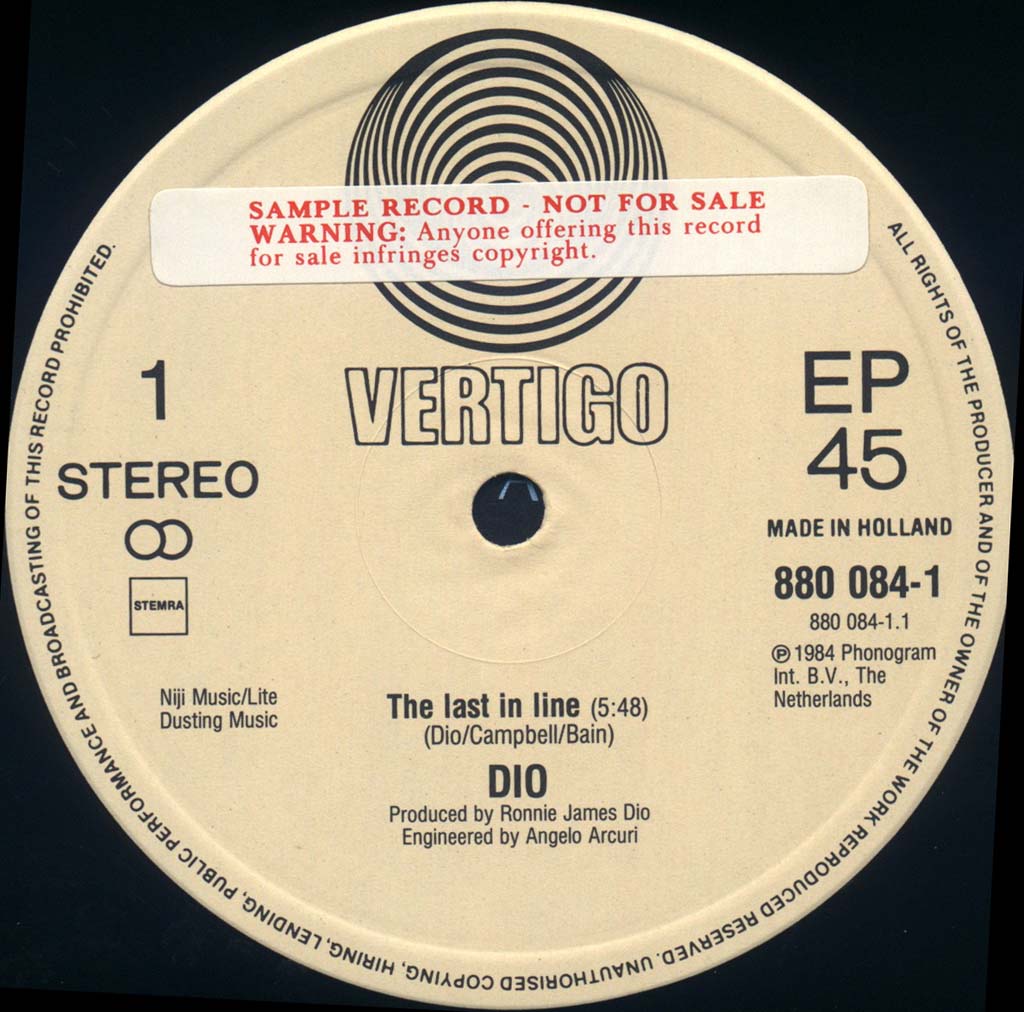 SAMPLE RECORD - NOT FOR SALE
WARNING: Anyone offering this record
for sale infringes copyright.
VERTIGO
1
STEREO
STEMRA
Niji Music/Lite
Dusting Music
EP
45
MADE IN HOLLAND
880 084-1
880 084-1.1
℗ 1984 Phonogram
Int. B.V., The
Netherlands
The last in line (5:48)
(Dio/Campbell/Bain)
DIO
Produced by Ronnie James Dio
Engineered by Angelo Arcuri
ALL RIGHTS OF THE PRODUCER AND OF THE OWNER OF THE WORK REPRODUCED RESERVED. UNAUTHORISED COPYING, HIRING, LENDING, PUBLIC PERFORMANCE AND BROADCASTING OF THIS RECORD PROHIBITED.